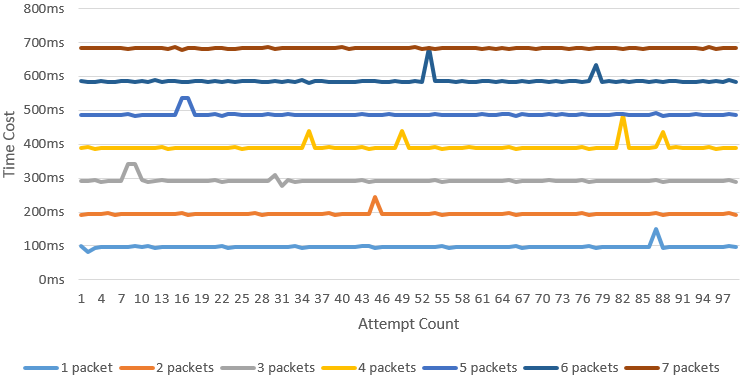 800ms
700ms
600ms
500ms
400ms
300ms
200ms
100ms
0ms
Time Cost
1 4 7 10 13 16 19 22 25 28 31 34 37 40 43 46 49 52 55 58 61 64 67 70 73 76 79 82 85 88 91 94 97
Attempt Count
1 packet 2 packets 3 packets 4 packets 5 packets 6 packets 7 packets